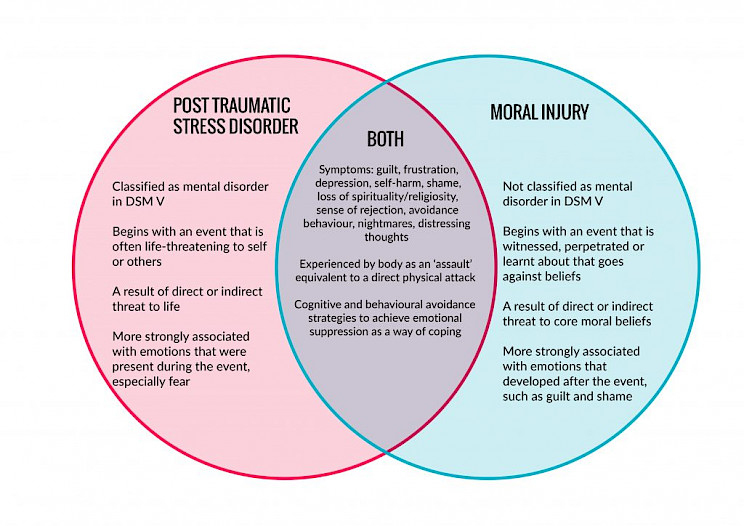 POST TRAUMATIC
STRESS DISORDER
Classified as mental disorder
in DSM V
Begins with an event that is
often life-threatening to self
or others
A result of direct or indirect
threat to life
More strongly associated
with emotions that were
present during the event,
especially fear
BOTH
Symptoms: guilt, frustration,
depression, self-harm, shame,
loss of spirituality/religiosity,
sense of rejection, avoidance
behaviour, nightmares, distressing
thoughts
Experienced by body as an ‘assault’
equivalent to a direct physical attack
Cognitive and behavioural avoidance
strategies to achieve emotional
suppression as a way of coping
MORAL INJURY
Not classified as mental
disorder in DSM V
Begins with an event that is
witnessed, perpetrated or
learnt about that goes
against beliefs
A result of direct or indirect
threat to core moral beliefs
More strongly associated
with emotions that
developed after the event,
such as guilt and shame